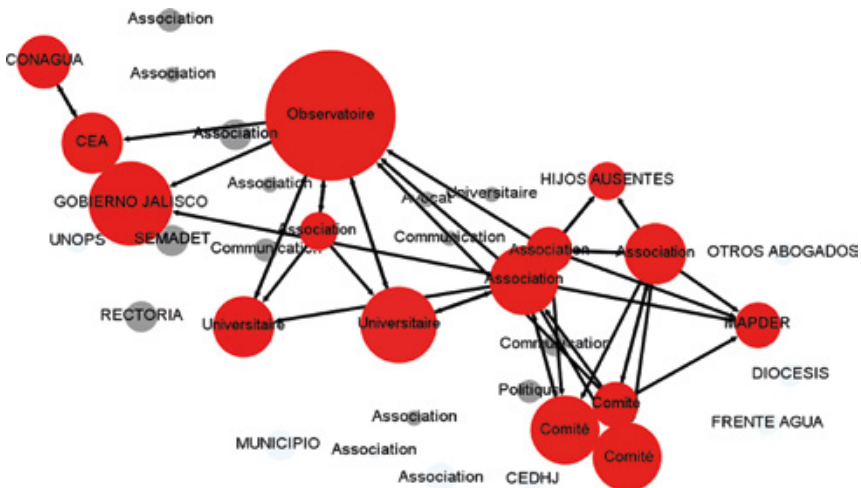 Association
CONAGUA
Association
Observatoire
Association
CEA
HIJOS AUSENTES
Association
Avocat
Universitaire
GOBIERNO JALISCO
Association
UNOPS
SEMADET
Communication
Communication
Association
Association
OTROS ABOGADOS
Association
RECTORIA
Universitaire
Universitaire
MAPDER
Communication
DIOCESIS
Politique
Comité
Association
FRENTE AGUA
Comité
MUNICIPIO
Association
Comité
Association
CEDHJ